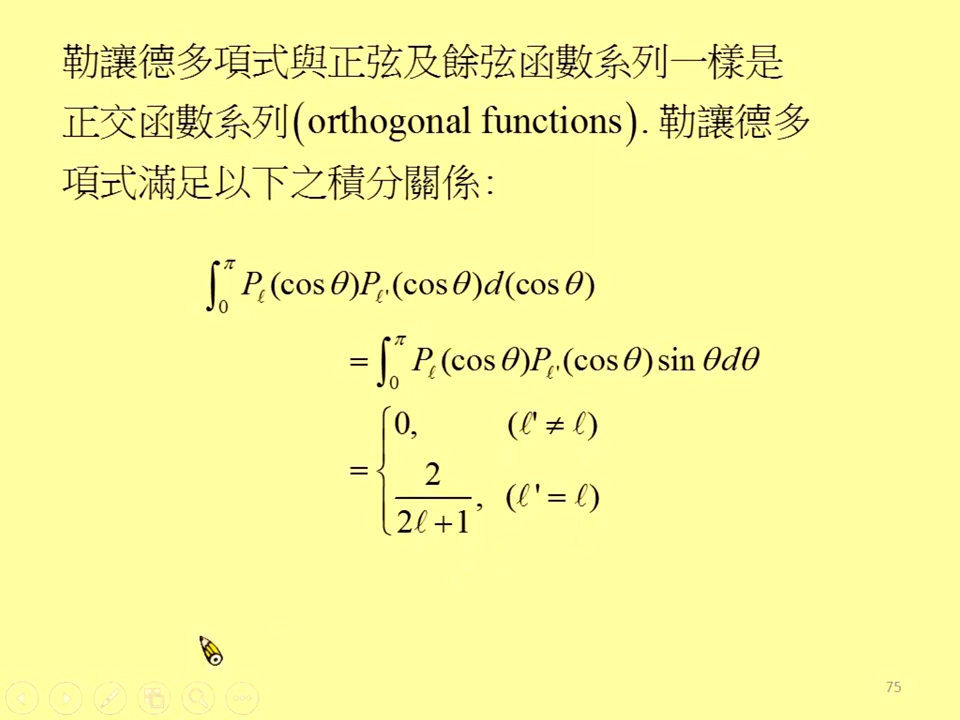 勒讓德多項式與正弦及餘弦函數系列一樣是
正交函數系列(orthogonal functions). 勒讓德多
項式滿足以下之積分關係:
∫₀^π P_ℓ(cos θ)P_ℓ'(cos θ)d(cos θ)
= ∫₀^π P_ℓ(cos θ)P_ℓ'(cos θ) sin θdθ
= { 0, (ℓ' ≠ ℓ)
2/(2ℓ+1), (ℓ' = ℓ)
75